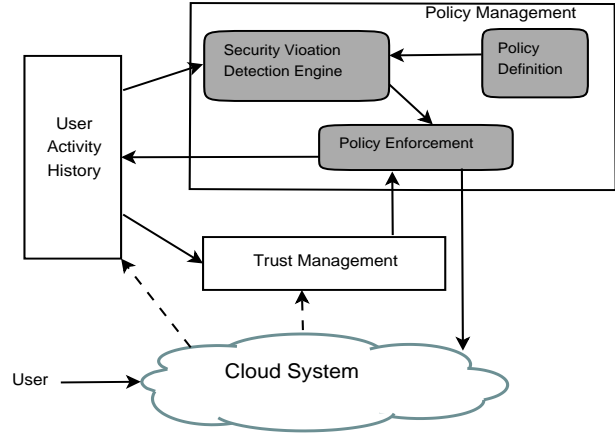 Policy Management
Security Vioation
Detection Engine
Policy
Definition
User
Activity
History
Policy Enforcement
Trust Management
Cloud System
User